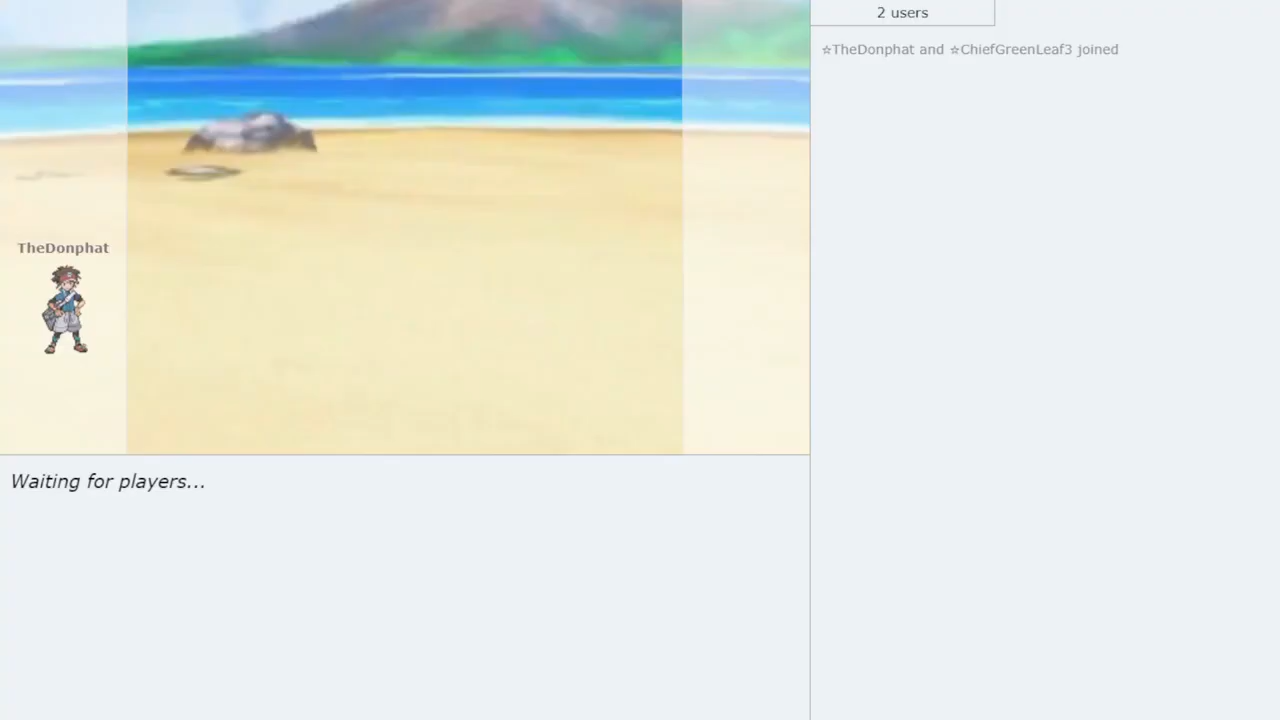 2 users
☆TheDonphat and ☆ChiefGreenLeaf3 joined
TheDonphat
Waiting for players...